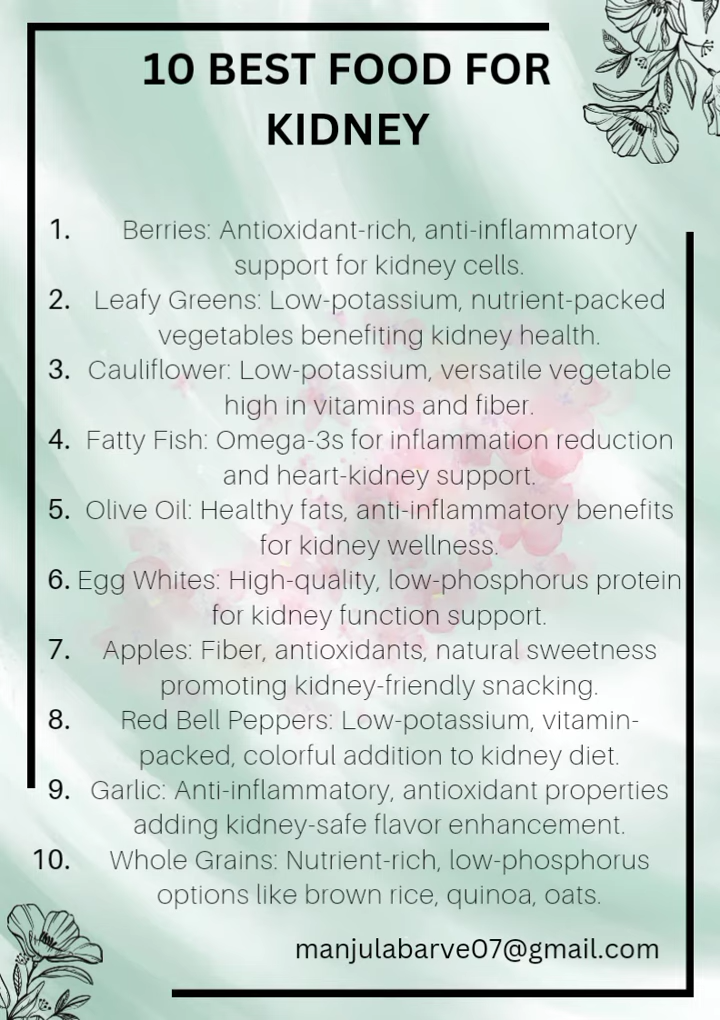 10 BEST FOOD FOR
KIDNEY
1. Berries: Antioxidant-rich, anti-inflammatory
support for kidney cells.
2. Leafy Greens: Low-potassium, nutrient-packed
vegetables benefiting kidney health.
3. Cauliflower: Low-potassium, versatile vegetable
high in vitamins and fiber.
4. Fatty Fish: Omega-3s for inflammation reduction
and heart-kidney support.
5. Olive Oil: Healthy fats, anti-inflammatory benefits
for kidney wellness.
6. Egg Whites: High-quality, low-phosphorus protein
for kidney function support.
7. Apples: Fiber, antioxidants, natural sweetness
promoting kidney-friendly snacking.
8. Red Bell Peppers: Low-potassium, vitamin-
packed, colorful addition to kidney diet.
9. Garlic: Anti-inflammatory, antioxidant properties
adding kidney-safe flavor enhancement.
10. Whole Grains: Nutrient-rich, low-phosphorus
options like brown rice, quinoa, oats.
manjulabarve07@gmail.com